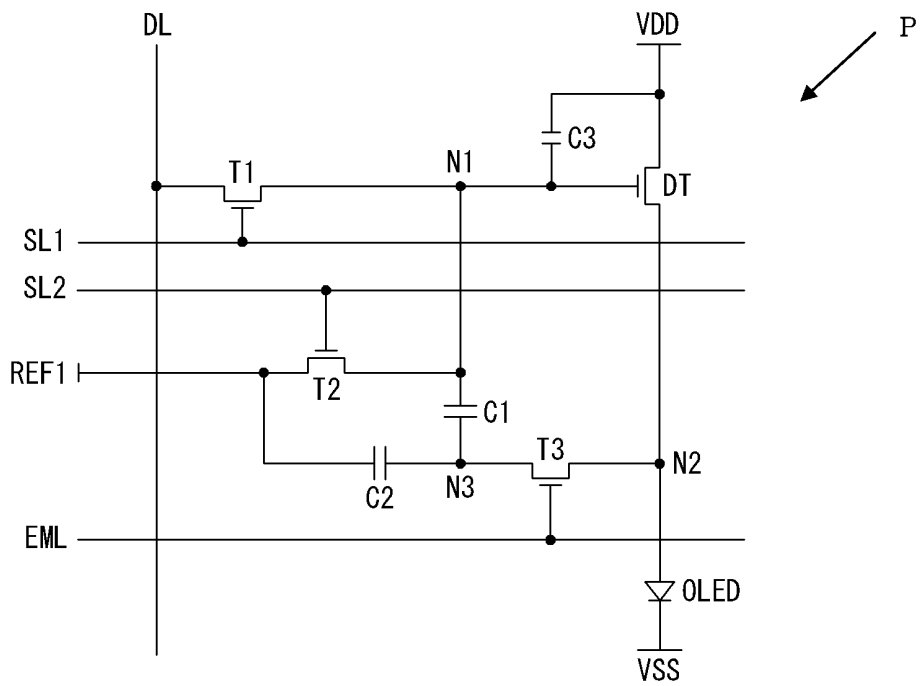 DL
VDD
P
C3
T1
N1
DT
SL1
SL2
REF1
T2
C1
T3
C2
N3
N2
EML
OLED
VSS